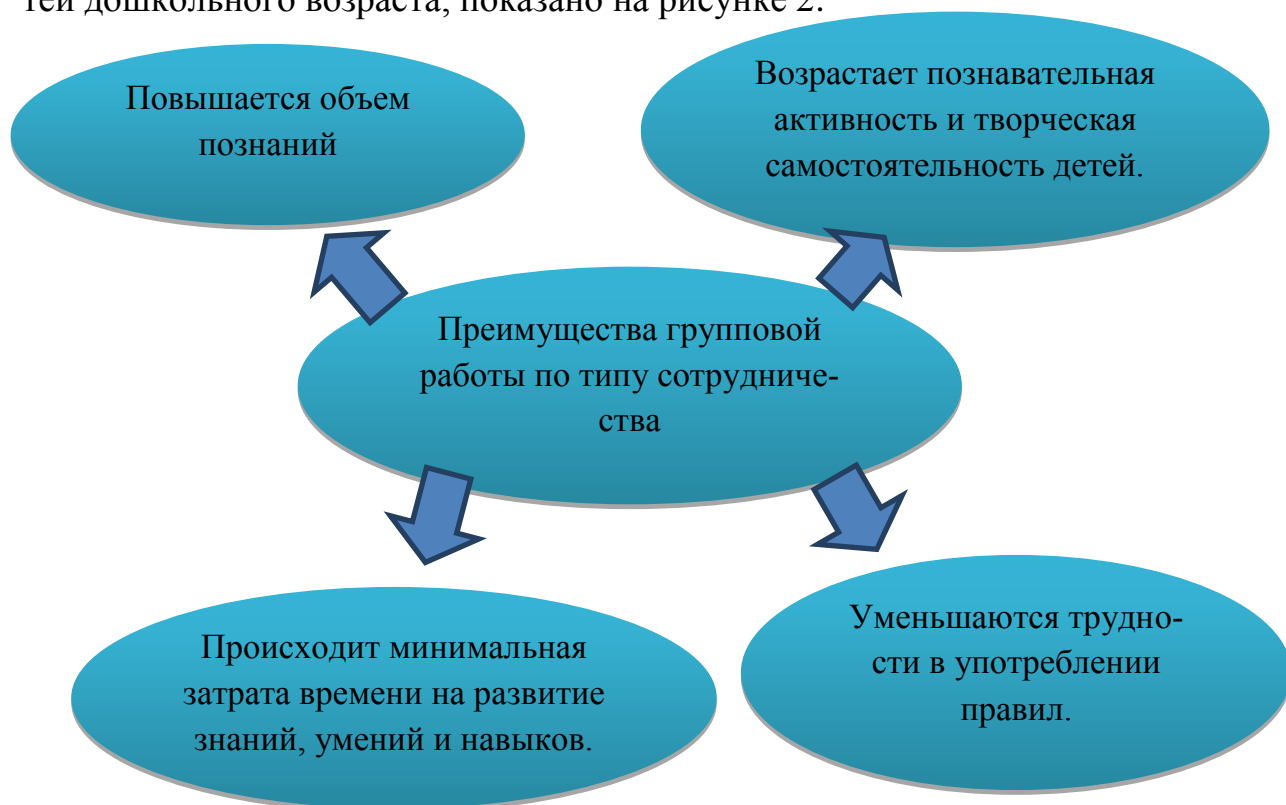 тей дошкольного возраста, показано на рисунке 2.
Повышается объем
познаний
Возрастает познавательная
активность и творческая
самостоятельность детей.
Преимущества групповой
работы по типу сотрудниче-
ства
Происходит минимальная
затрата времени на развитие
знаний, умений и навыков.
Уменьшаются трудно-
сти в употреблении
правил.